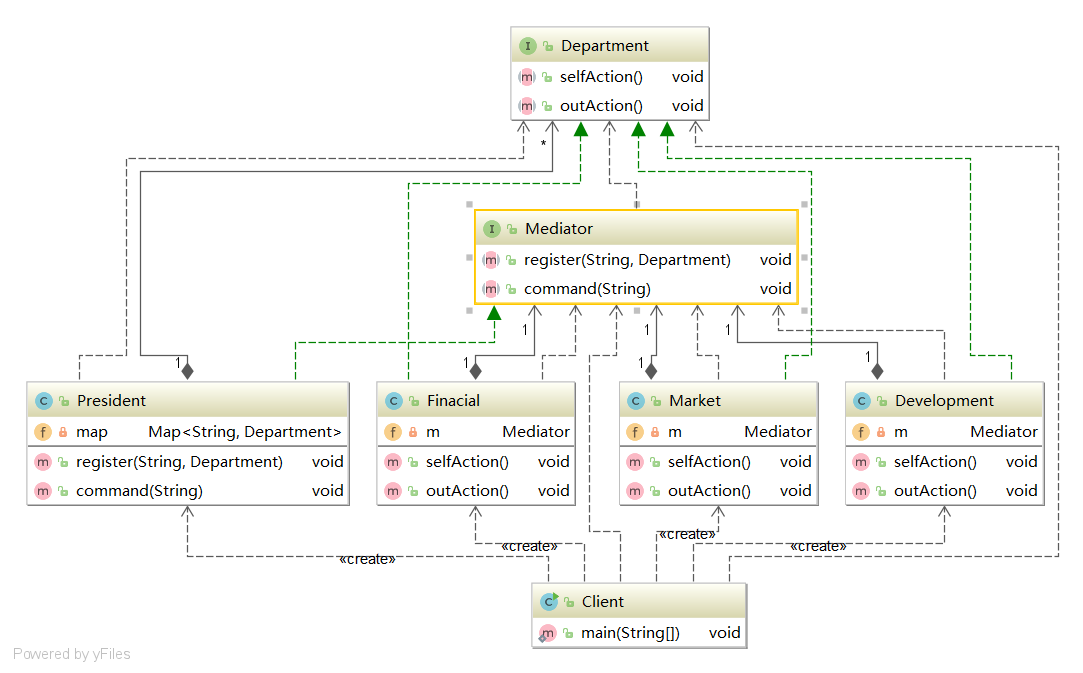 Department
selfAction() void
outAction() void
*
Mediator
register(String, Department) void
command(String) void
1 1 1
1 1 1 1
President
map Map<String, Department>
register(String, Department) void
command(String) void
Finacial
m Mediator
selfAction() void
outAction() void
Market
m Mediator
selfAction() void
outAction() void
Development
m Mediator
selfAction() void
outAction() void
«create»
«create»
«create»
«create»
Client
main(String[]) void
Powered by yFiles